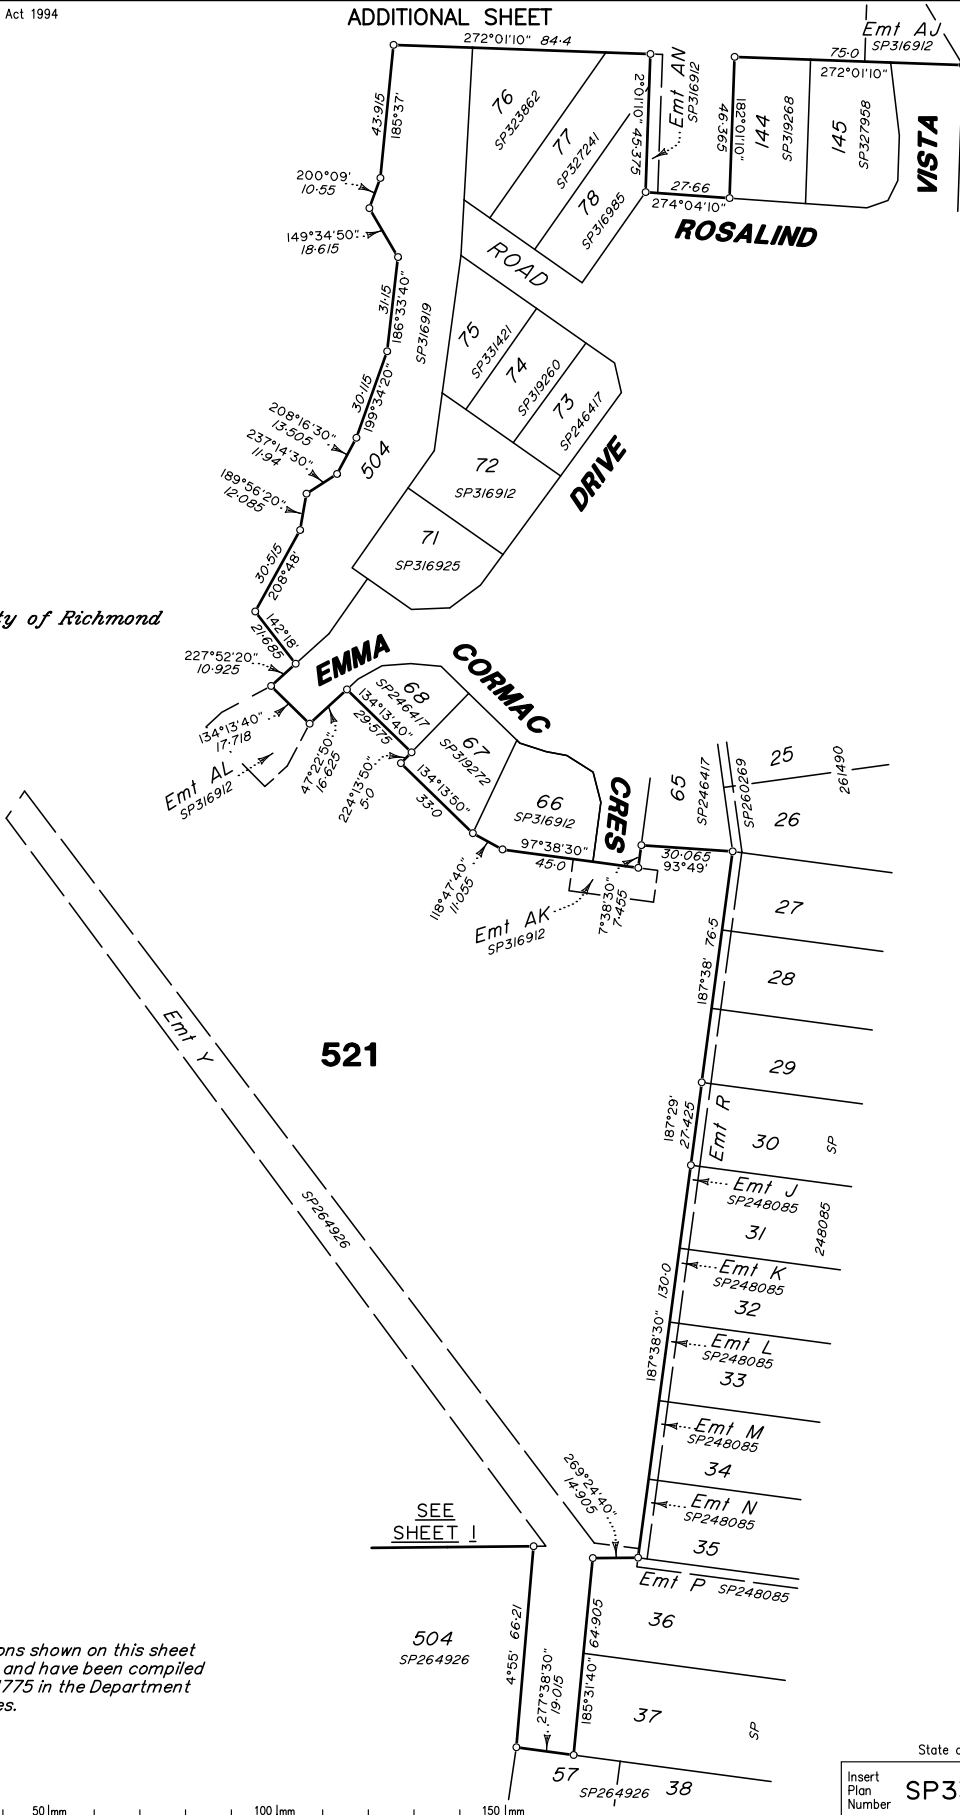 Act 1994
ADDITIONAL SHEET
272°01'10" 84·4
Emt AJ
SP316912
75·0
272°01'10"
43·915
185°37'
76
SP323862
77
SP327241
78
SP316985
2°01'10" 45·375
Emt AN
SP316912
46·365
182°01'10"
144
SP319268
145
SP327958
VISTA
200°09'
10·55
149°34'50"
18·615
27·66
274°04'10"
ROSALIND
ROAD
31·15
186°33'40"
SP316919
75
SP331421
74
SP319260
73
SP246417
30·115
199°34'20"
208°16'30"
13·505
237°14'30"
11·94
189°56'20"
12·085
504
72
SP316912
DRIVE
71
SP316925
30·515
208°48'
ty of Richmond
142°18'
21·685
227°52'20"
10·925
EMMA
CORMAC
68
SP246417
134°13'40"
29·575
67
SP319272
134°13'40"
17·718
Emt AL
SP316912
47°22'50"
16·625
224°13'50"
5·0
134°13'50"
33·0
66
SP316912
CRES
65
SP246417
SP260269
25
261490
26
97°38'30"
45·0
30·065
93°49'
118°47'40"
11·055
Emt AK
SP316912
7°38'30"
7·455
27
187°38' 76·5
28
Emt Y
521
29
187°29'
27·425
Emt R
30
SP
Emt J
SP248085
31
248085
SP264926
Emt K
SP248085
32
187°38'30" 130·0
Emt L
SP248085
33
Emt M
SP248085
34
269°24'40"
14·905
Emt N
SP248085
35
SEE
SHEET 1
Emt P SP248085
36
504
SP264926
4°55' 66·21
277°38'30"
19·015
185°31'40" 64·905
37
SP
ons shown on this sheet
and have been compiled
1775 in the Department
es.
57
SP264926
38
State
Insert
Plan
Number
SP3
50mm
100mm
150mm